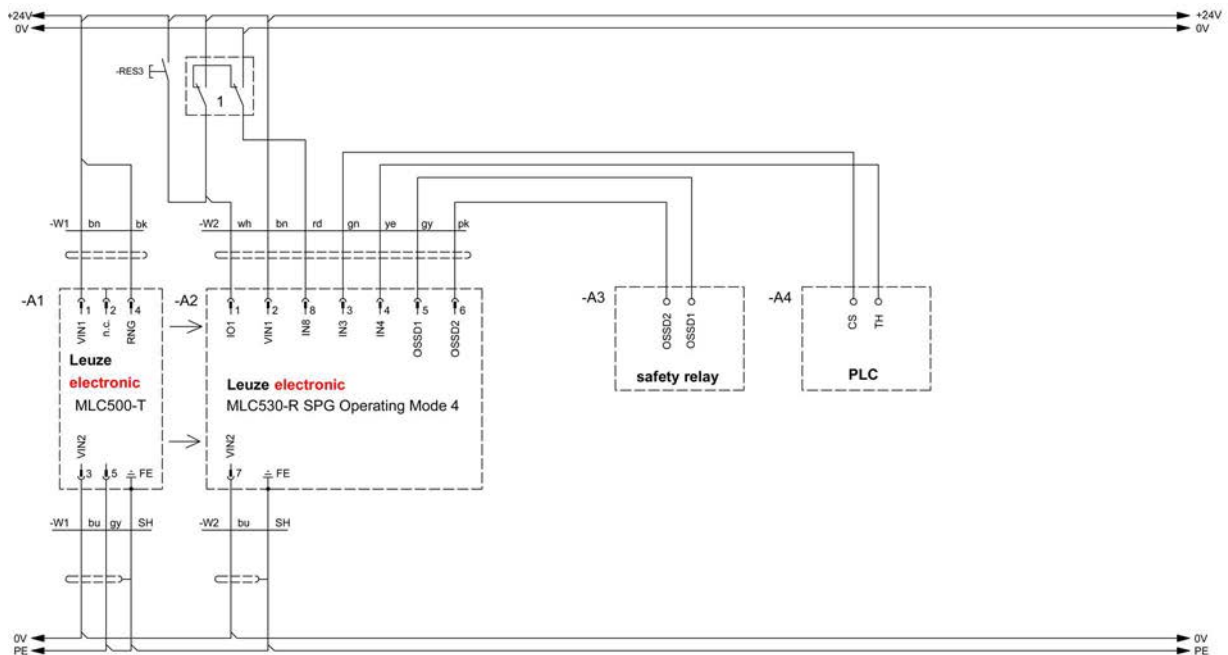 +24V +24V
0V 0V
-RES3
1
-W1 bn bk -W2 wh bn rd gn ye gy pk
-A1 -A2 -A3 -A4
1 2 4 1 2 8 3 4 5 6
VIN1 n.c. RNG IO1 VIN1 IN8 IN3 IN4 OSSD1 OSSD2 OSSD2 OSSD1 CS TH
Leuze
electronic
MLC500-T
Leuze electronic
MLC530-R SPG Operating Mode 4
safety relay
PLC
VIN2 VIN2
3 5 FE 7 FE
-W1 bu gy SH -W2 bu SH
0V 0V
PE PE